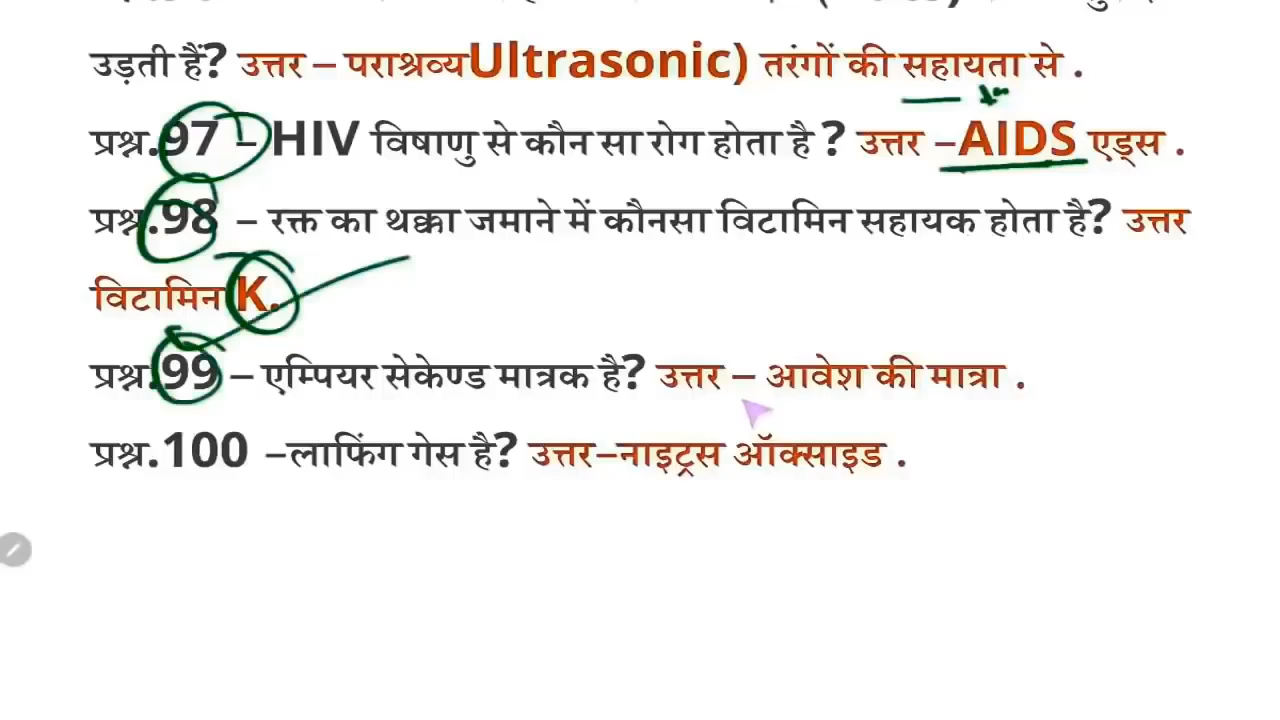 उड़ती हैं? उत्तर – पराश्रव्यUltrasonic) तरंगों की सहायता से .
प्रश्न.97 – HIV विषाणु से कौन सा रोग होता है ? उत्तर –AIDS एड्स .
प्रश्न.98 – रक्त का थक्का जमाने में कौनसा विटामिन सहायक होता है? उत्तर
विटामिन K.
प्रश्न.99 – एम्पियर सेकेण्ड मात्रक है? उत्तर – आवेश की मात्रा .
प्रश्न.100 –लाफिंग गेस है? उत्तर–नाइट्रस ऑक्साइड .